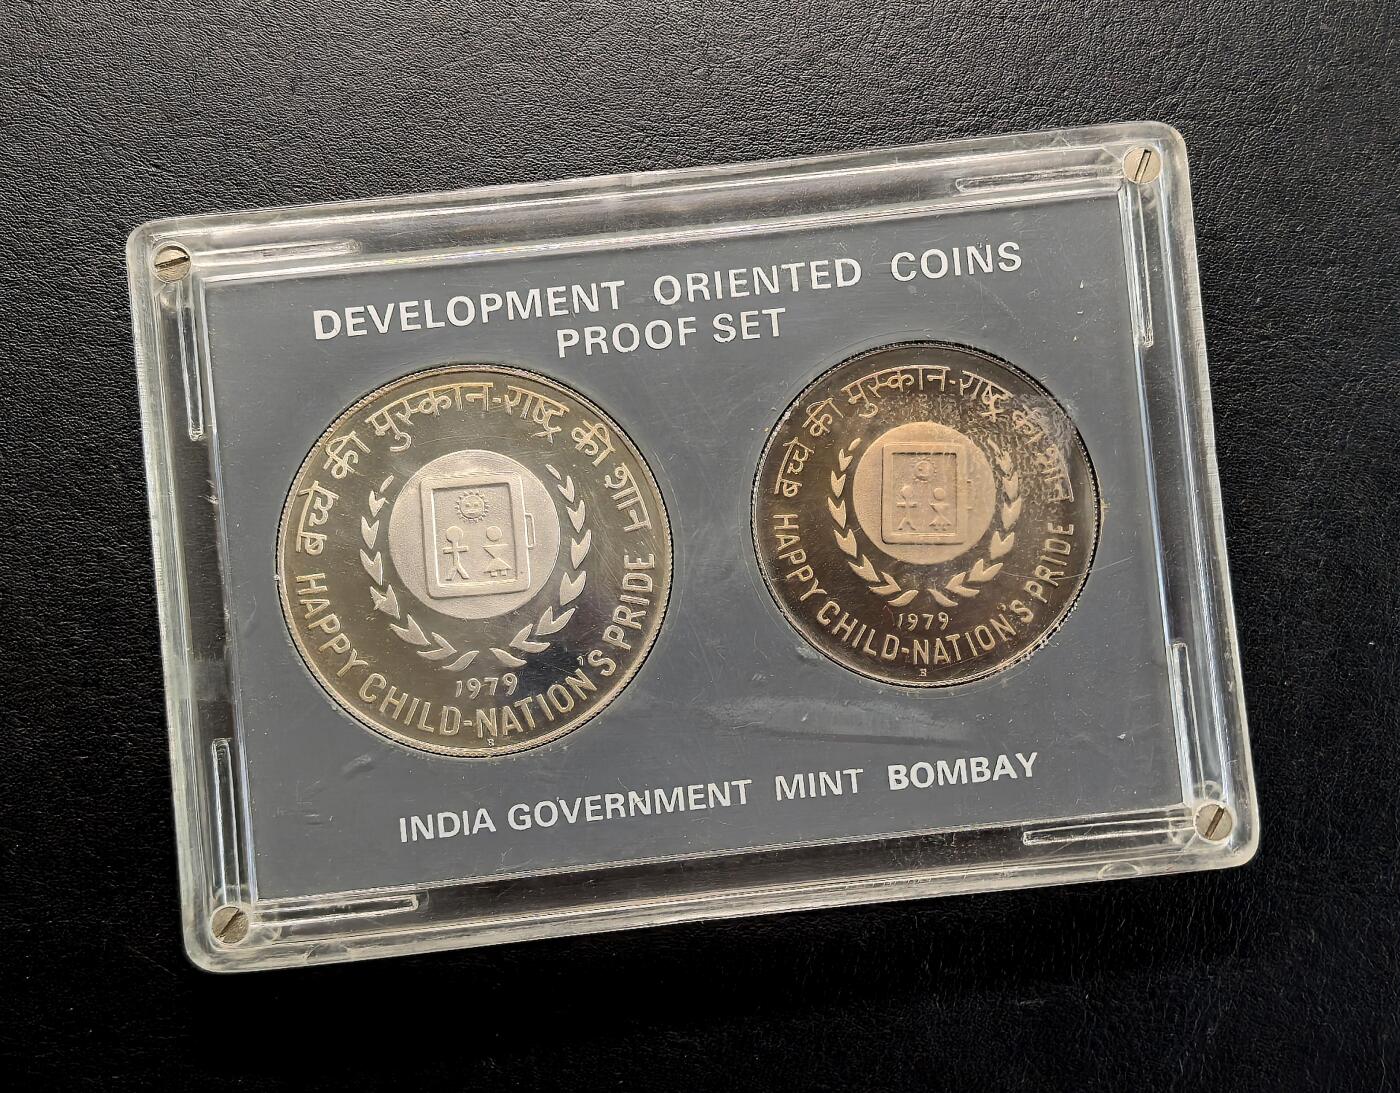 DEVELOPMENT ORIENTED COINS
PROOF SET
बच्चे की मुस्कान-राष्ट्र की शान
HAPPY CHILD-NATION'S PRIDE
1979
बच्चे की मुस्कान-राष्ट्र की शान
HAPPY CHILD-NATION'S PRIDE
1979
INDIA GOVERNMENT MINT BOMBAY